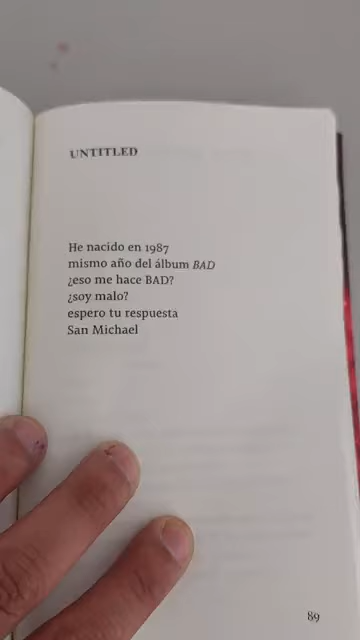 UNTITLED
He nacido en 1987
mismo año del álbum BAD
¿eso me hace BAD?
¿soy malo?
espero tu respuesta
San Michael
89